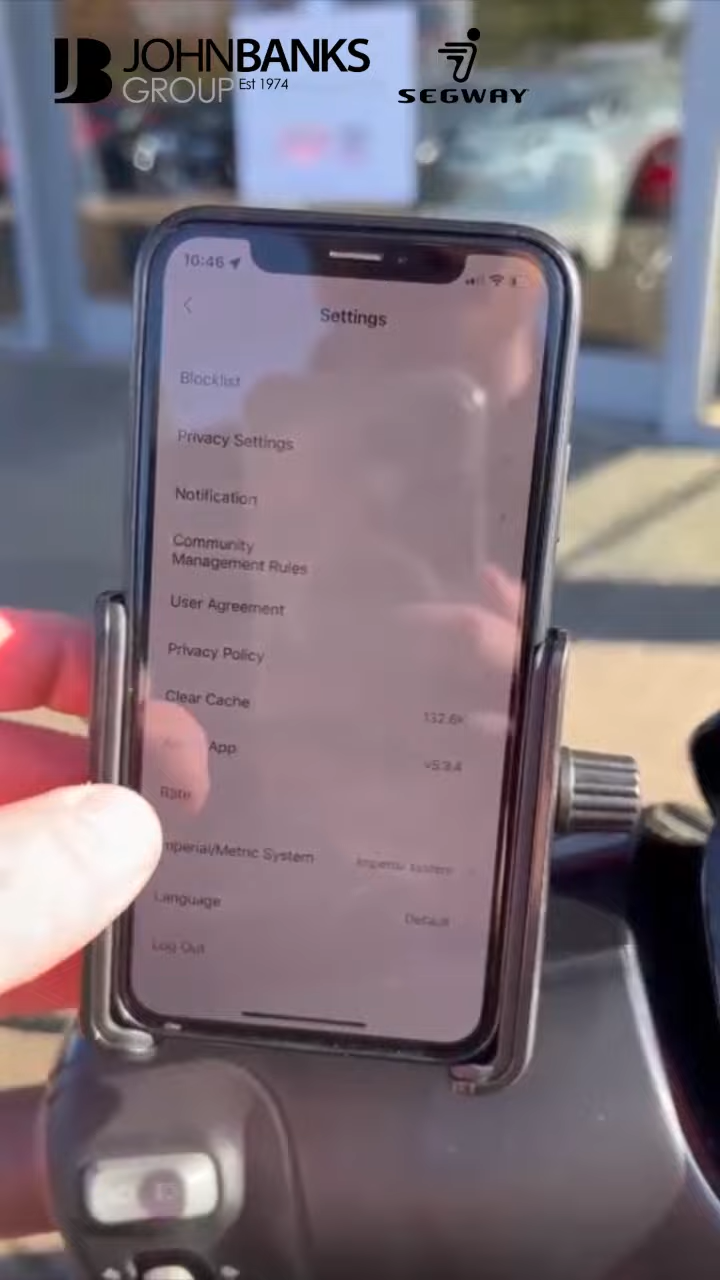 JB JOHNBANKS
GROUP Est 1974
SEGWAY
10:46
Settings
Blocklist
Privacy Settings
Notification
Community
Management Rules
User Agreement
Privacy Policy
Clear Cache
132.6K
App
v5.3.4
Rate
Imperial/Metric System
Imperial system
Language
Default
Log Out